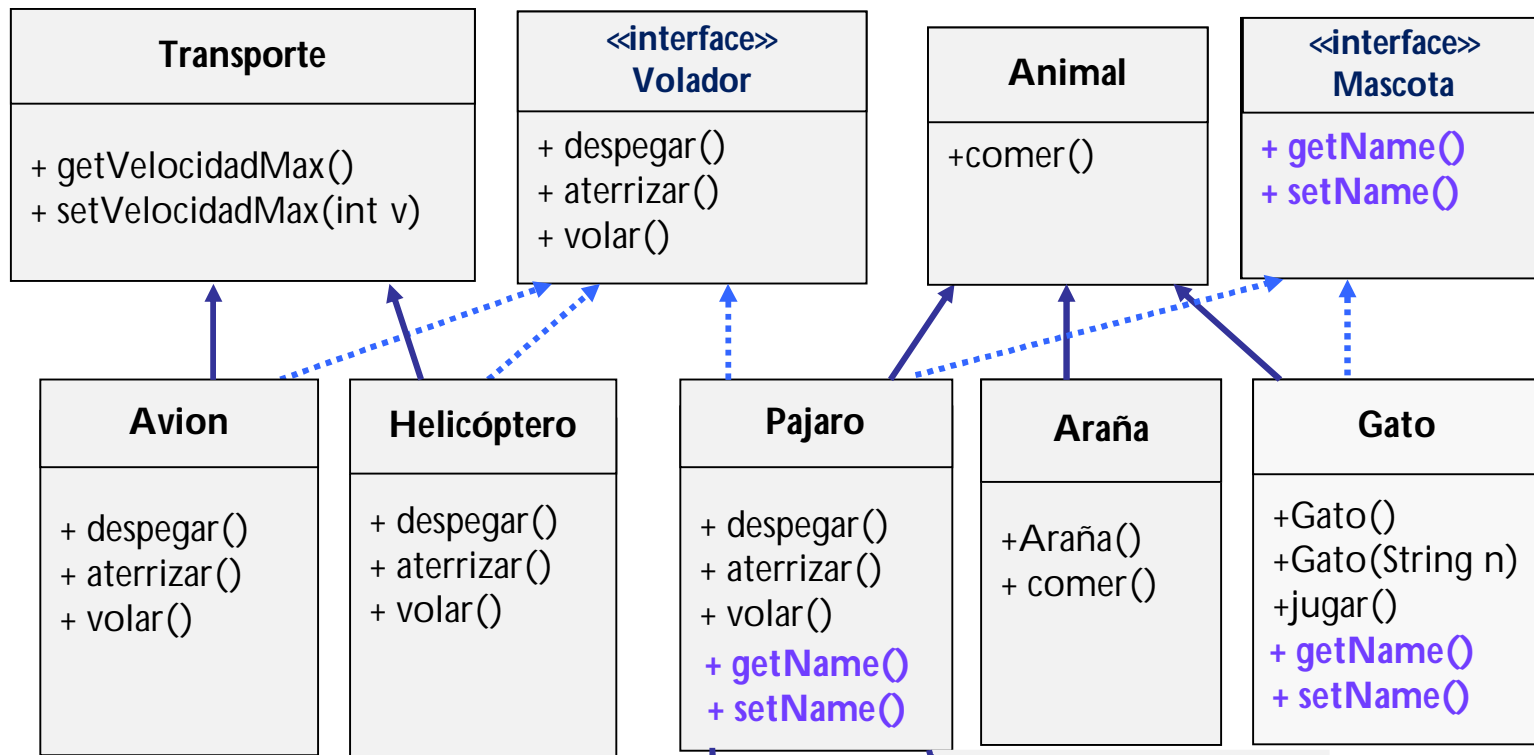 Transporte
+ getVelocidadMax()
+ setVelocidadMax(int v)
«interface»
Volador
+ despegar()
+ aterrizar()
+ volar()
Animal
+comer()
«interface»
Mascota
+ getName()
+ setName()
Avion
+ despegar()
+ aterrizar()
+ volar()
Helicóptero
+ despegar()
+ aterrizar()
+ volar()
Pajaro
+ despegar()
+ aterrizar()
+ volar()
+ getName()
+ setName()
Araña
+Araña()
+ comer()
Gato
+Gato()
+Gato(String n)
+jugar()
+ getName()
+ setName()